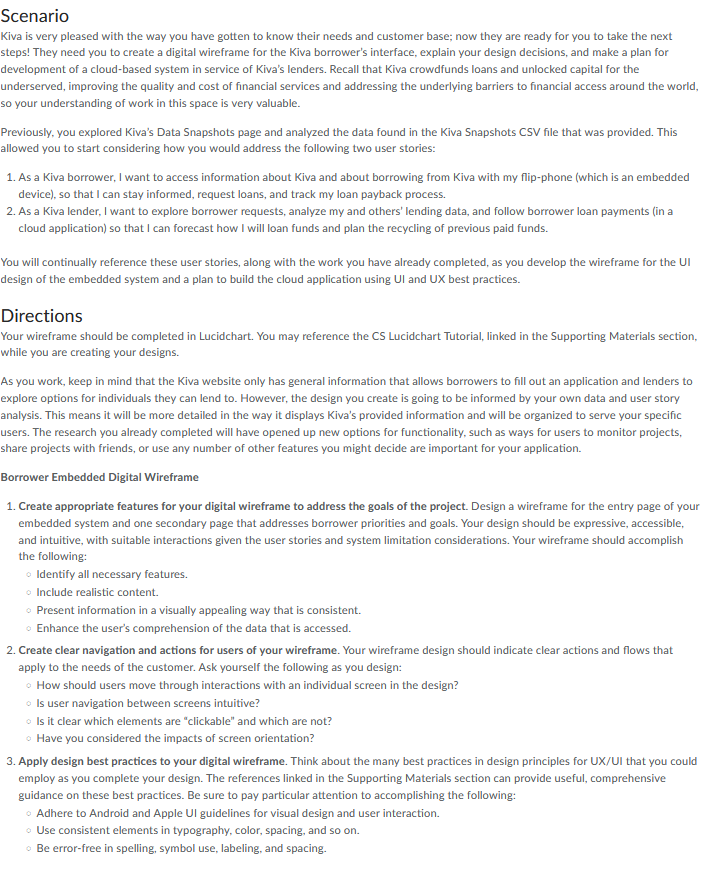 Scenario
Kiva is very pleased with the way you have gotten to know their needs and customer base; now they are ready for you to take the next
steps! They need you to create a digital wireframe for the Kiva borrower's interface, explain your design decisions, and make a plan for
development of a cloud-based system in service of Kiva's lenders. Recall that Kiva crowdfunds loans and unlocked capital for the
underserved, improving the quality and cost of financial services and addressing the underlying barriers to financial access around the world,
so your understanding of work in this space is very valuable.
Previously, you explored Kiva's Data Snapshots page and analyzed the data found in the Kiva Snapshots CSV file that was provided. This
allowed you to start considering how you would address the following two user stories:
1. As a Kiva borrower, I want to access information about Kiva and about borrowing from Kiva with my flip-phone (which is an embedded
device), so that I can stay informed, request loans, and track my loan payback process.
2. As a Kiva lender, I want to explore borrower requests, analyze my and others' lending data, and follow borrower loan payments (in a
cloud application) so that I can forecast how I will loan funds and plan the recycling of previous paid funds.
You will continually reference these user stories, along with the work you have already completed, as you develop the wireframe for the UI
design of the embedded system and a plan to build the cloud application using UI and UX best practices.
Directions
Your wireframe should be completed in Lucidchart. You may reference the CS Lucidchart Tutorial, linked in the Supporting Materials section,
while you are creating your designs.
As you work, keep in mind that the Kiva website only has general information that allows borrowers to fill out an application and lenders to
explore options for individuals they can lend to. However, the design you create is going to be informed by your own data and user story
analysis. This means it will be more detailed in the way it displays Kiva's provided information and will be organized to serve your specific
users. The research you already completed will have opened up new options for functionality, such as ways for users to monitor projects,
share projects with friends, or use any number of other features you might decide are important for your application.
Borrower Embedded Digital Wireframe
1. Create appropriate features for your digital wireframe to address the goals of the project. Design a wireframe for the entry page of your
embedded system and one secondary page that addresses borrower priorities and goals. Your design should be expressive, accessible,
and intuitive, with suitable interactions given the user stories and system limitation considerations. Your wireframe should accomplish
the following:
◦ Identify all necessary features.
◦ Include realistic content.
◦ Present information in a visually appealing way that is consistent.
◦ Enhance the user's comprehension of the data that is accessed.
2. Create clear navigation and actions for users of your wireframe. Your wireframe design should indicate clear actions and flows that
apply to the needs of the customer. Ask yourself the following as you design:
◦ How should users move through interactions with an individual screen in the design?
◦ Is user navigation between screens intuitive?
◦ Is it clear which elements are "clickable" and which are not?
◦ Have you considered the impacts of screen orientation?
3. Apply design best practices to your digital wireframe. Think about the many best practices in design principles for UX/UI that you could
employ as you complete your design. The references linked in the Supporting Materials section can provide useful, comprehensive
guidance on these best practices. Be sure to pay particular attention to accomplishing the following:
◦ Adhere to Android and Apple UI guidelines for visual design and user interaction.
◦ Use consistent elements in typography, color, spacing, and so on.
◦ Be error-free in spelling, symbol use, labeling, and spacing.